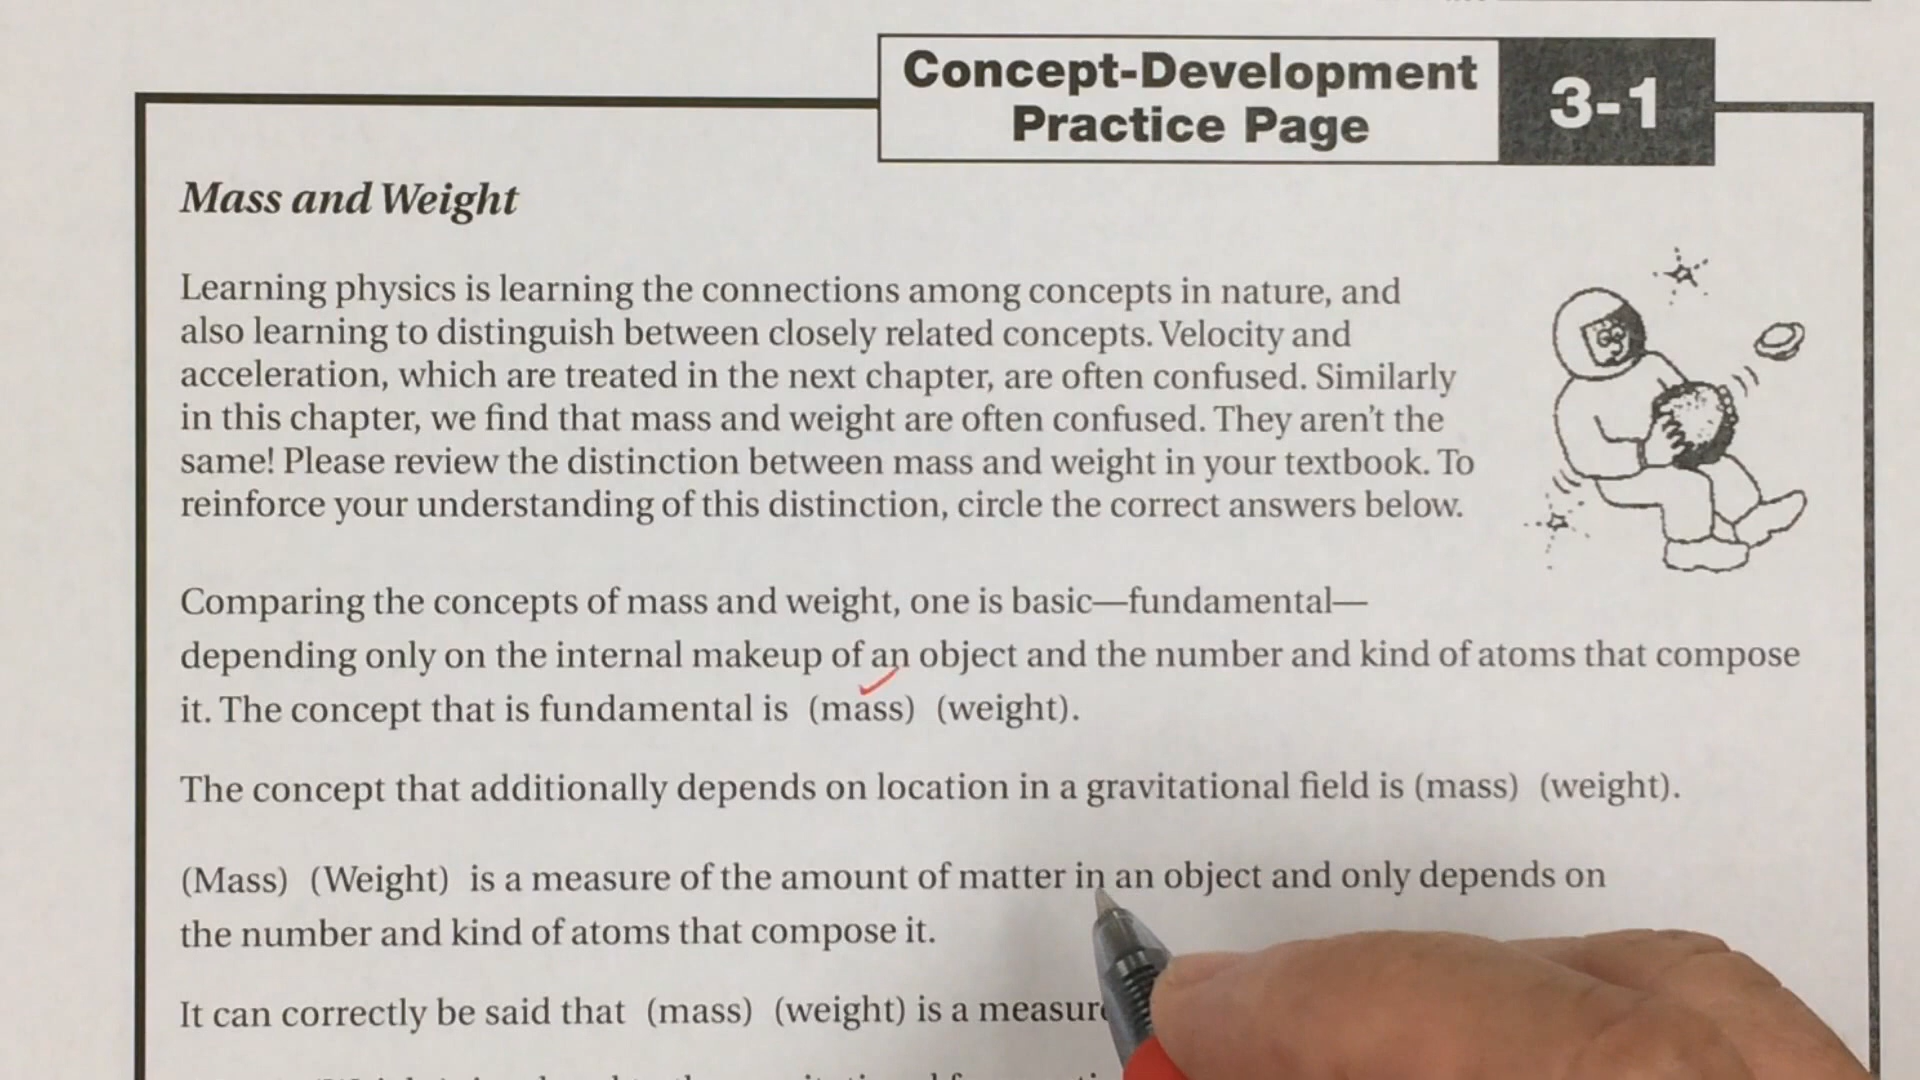 Concept-Development
Practice Page
3-1
Mass and Weight
Learning physics is learning the connections among concepts in nature, and
also learning to distinguish between closely related concepts. Velocity and
acceleration, which are treated in the next chapter, are often confused. Similarly
in this chapter, we find that mass and weight are often confused. They aren't the
same! Please review the distinction between mass and weight in your textbook. To
reinforce your understanding of this distinction, circle the correct answers below.
Comparing the concepts of mass and weight, one is basic—fundamental—
depending only on the internal makeup of an object and the number and kind of atoms that compose
it. The concept that is fundamental is (mass) (weight).
The concept that additionally depends on location in a gravitational field is (mass) (weight).
(Mass) (Weight) is a measure of the amount of matter in an object and only depends on
the number and kind of atoms that compose it.
It can correctly be said that (mass) (weight) is a measure